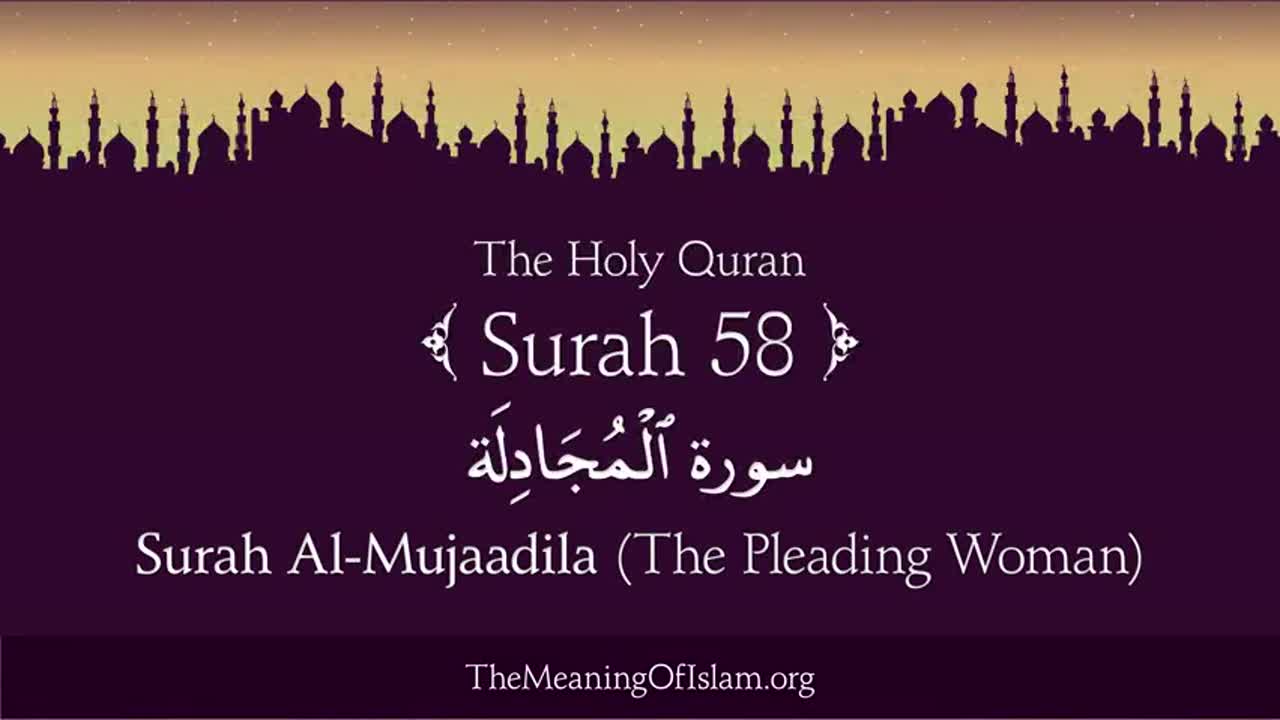 The Holy Quran
Surah 58
سورة ٱلْمُجَادِلَة
Surah Al-Mujaadila (The Pleading Woman)
TheMeaningOfIslam.org